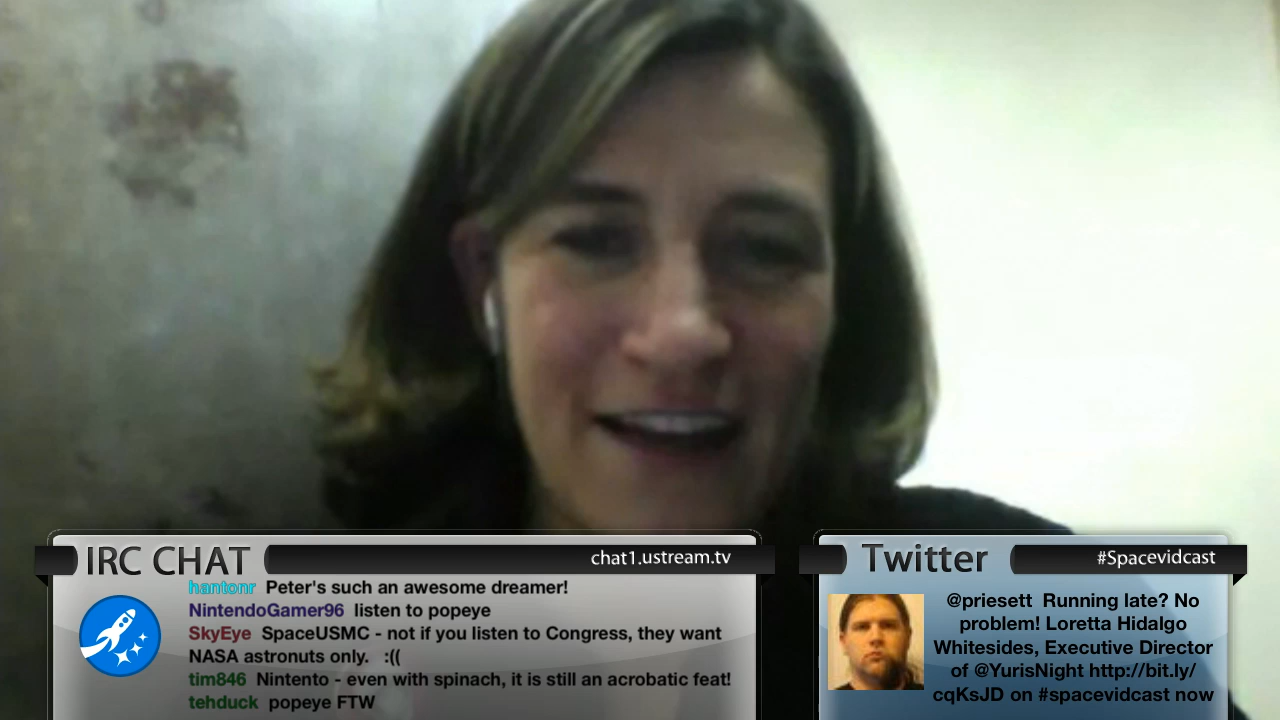 IRC CHAT
chat1.ustream.tv
hantonr Peter's such an awesome dreamer!
NintendoGamer96 listen to popeye
SkyEye SpaceUSMC - not if you listen to Congress, they want
NASA astronauts only. :((
tim846 Nintento - even with spinach, it is still an acrobatic feat!
tehduck popeye FTW
Twitter
#Spacevidcast
@priesett Running late? No
problem! Loretta Hidalgo
Whitesides, Executive Director
of @YurisNight http://bit.ly/
cqKsJD on #spacevidcast now